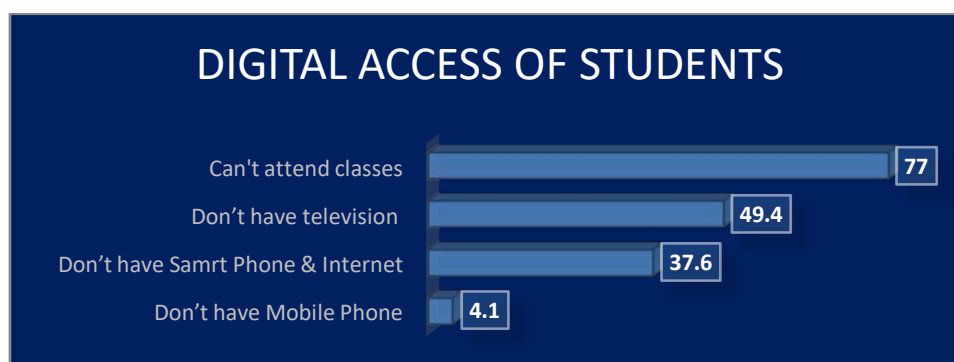 DIGITAL ACCESS OF STUDENTS
Can't attend classes 77
Don’t have television 49.4
Don’t have Samrt Phone & Internet 37.6
Don’t have Mobile Phone 4.1